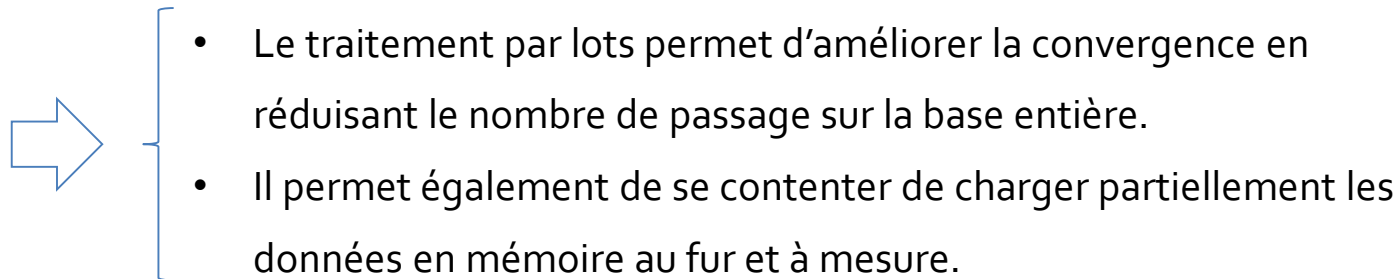 • Le traitement par lots permet d’améliorer la convergence en
réduisant le nombre de passage sur la base entière.
• Il permet également de se contenter de charger partiellement les
données en mémoire au fur et à mesure.